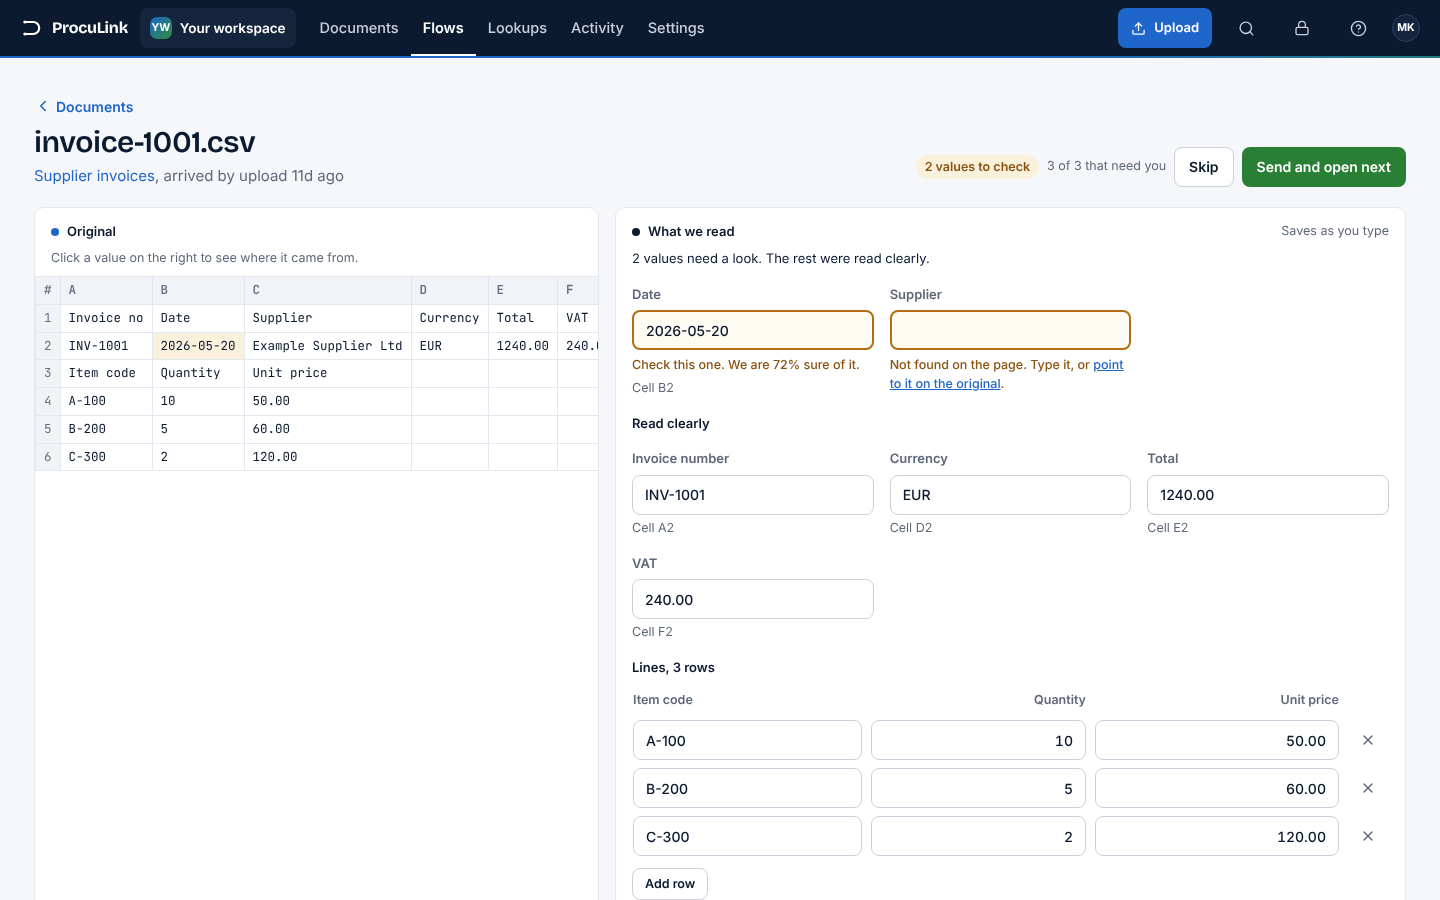 ProcuLink
YW Your workspace
Documents Flows Lookups Activity Settings
Upload
MK
Documents
invoice-1001.csv
Supplier invoices, arrived by upload 11d ago
2 values to check 3 of 3 that need you Skip Send and open next
Original
Click a value on the right to see where it came from.
# A B C D E F
1 Invoice no Date Supplier Currency Total VAT
2 INV-1001 2026-05-20 Example Supplier Ltd EUR 1240.00 240.
3 Item code Quantity Unit price
4 A-100 10 50.00
5 B-200 5 60.00
6 C-300 2 120.00
What we read Saves as you type
2 values need a look. The rest were read clearly.
Date Supplier
2026-05-20
Check this one. We are 72% sure of it.
Cell B2
Not found on the page. Type it, or point
to it on the original.
Read clearly
Invoice number Currency Total
INV-1001 EUR 1240.00
Cell A2 Cell D2 Cell E2
VAT
240.00
Cell F2
Lines, 3 rows
Item code Quantity Unit price
A-100 10 50.00
B-200 5 60.00
C-300 2 120.00
Add row